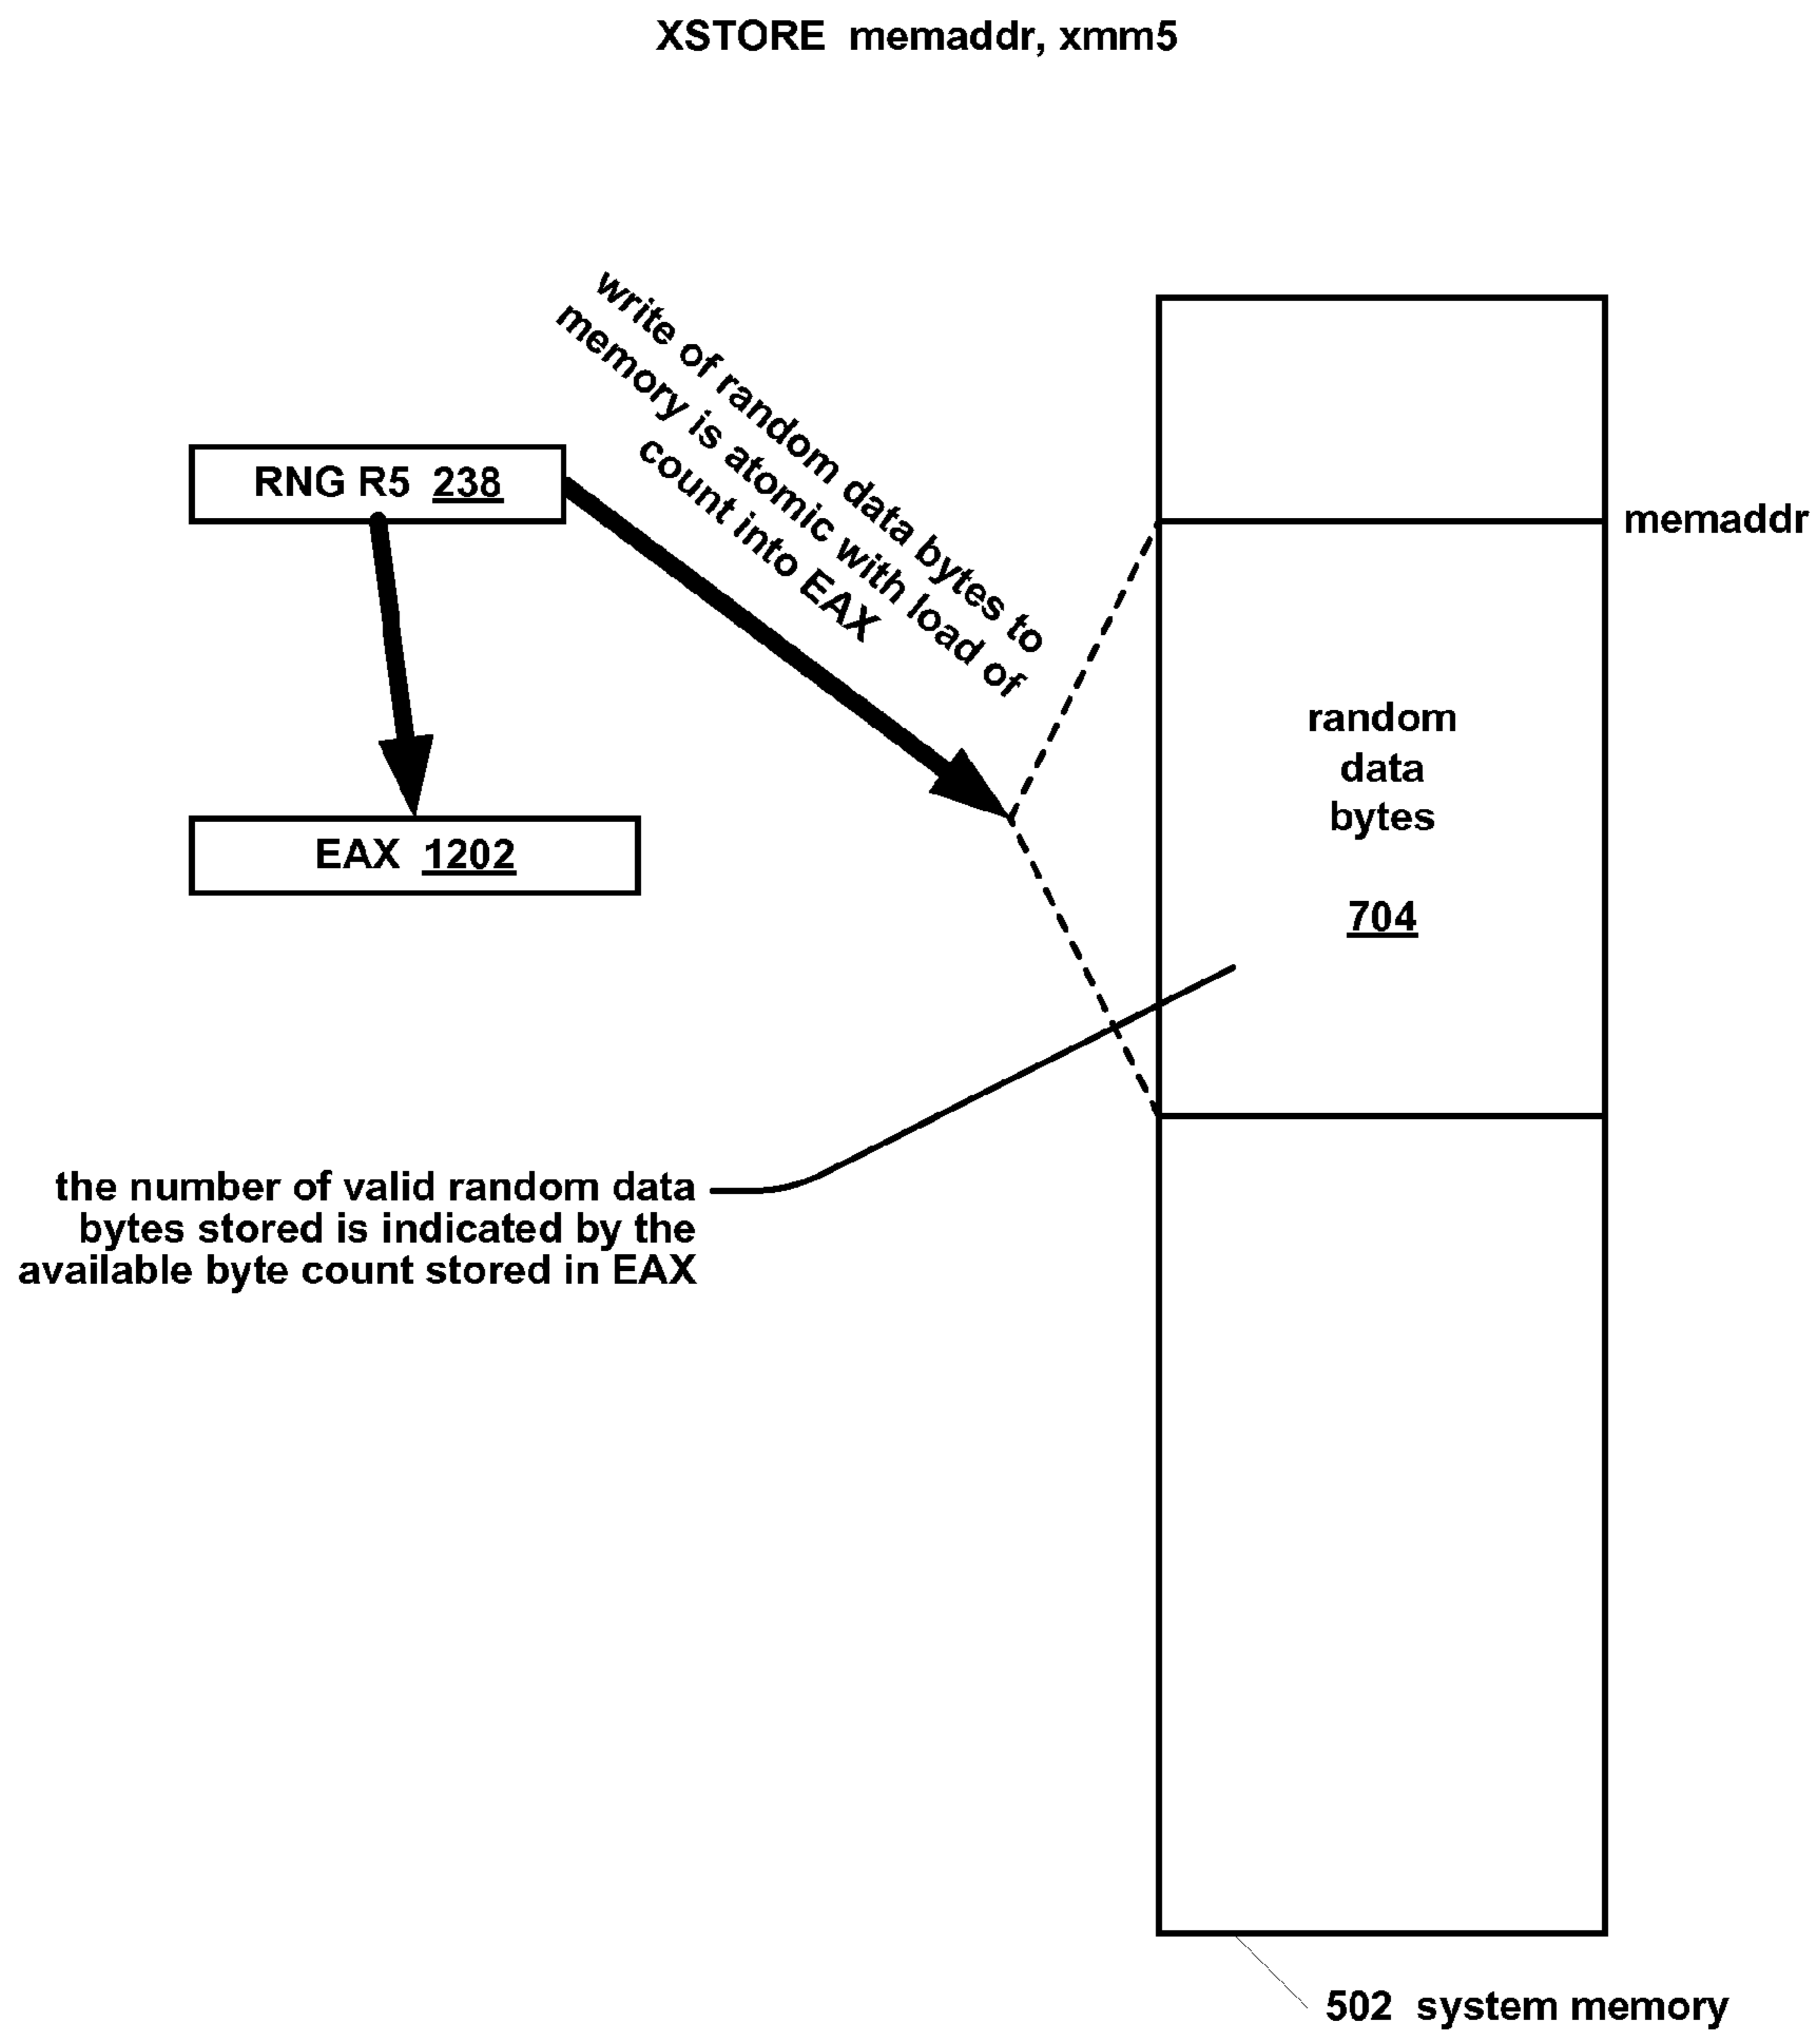 XSTORE memaddr, xmm5
write of random data bytes to
memory is atomic with load of
count into EAX
RNG R5 238
memaddr
random
data
bytes
704
EAX 1202
the number of valid random data
bytes stored is indicated by the
available byte count stored in EAX
502 system memory